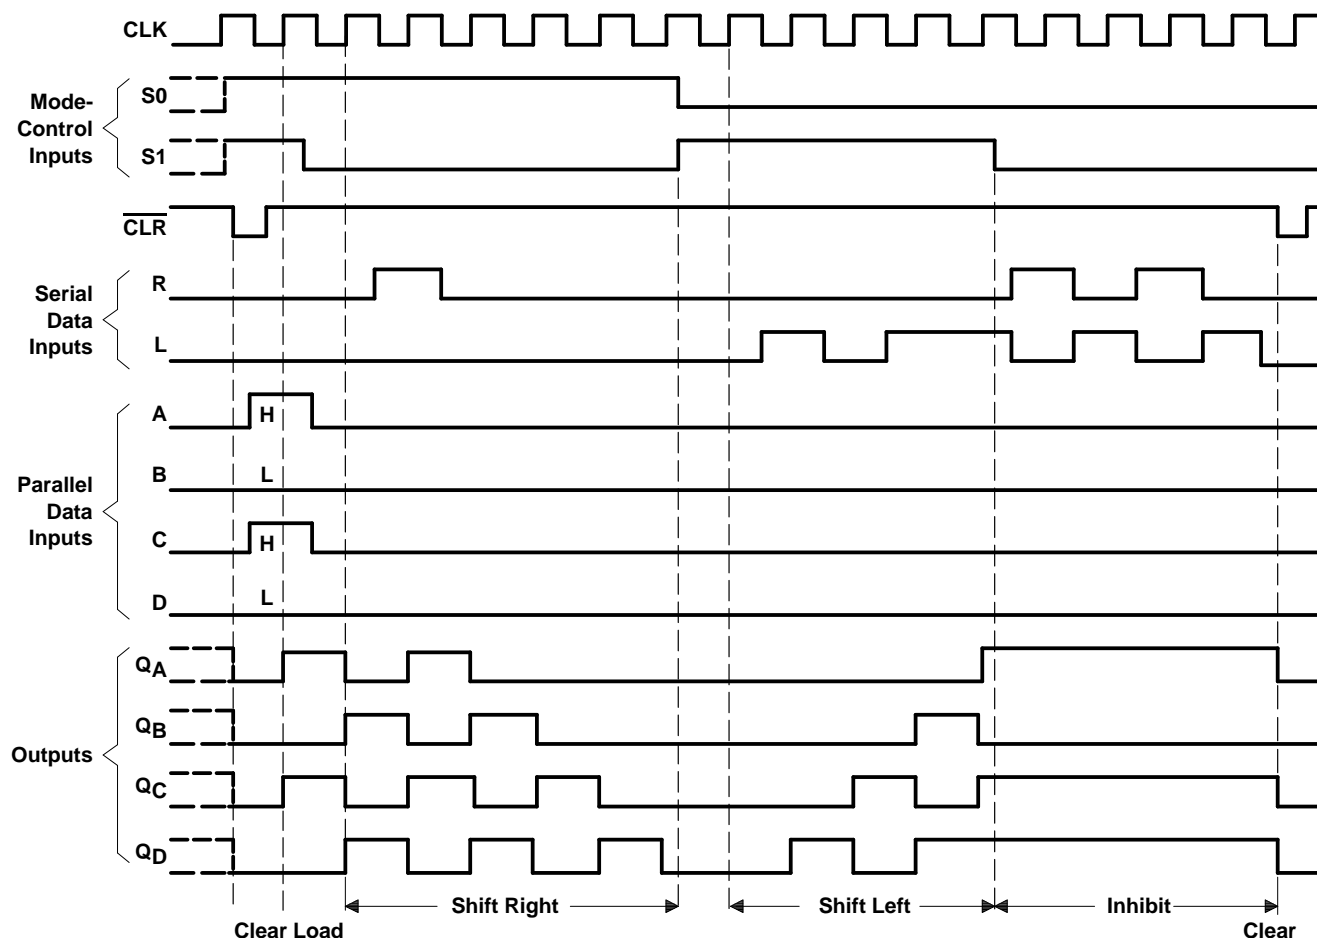 CLK
Mode-
Control
Inputs
S0
S1
CLR
Serial
Data
Inputs
R
L
Parallel
Data
Inputs
A
H
B
L
C
H
D
L
Outputs
QA
QB
QC
QD
Shift Right
Shift Left
Inhibit
Clear Load
Clear